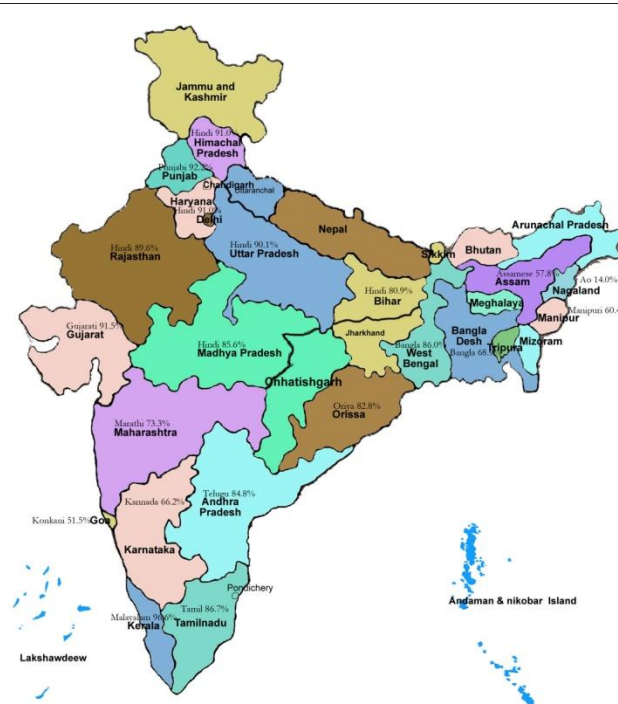 Jammu and
Kashmir
Hindi 91.0%
Himachal
Pradesh
Punjabi 92.2%
Punjab
Chandigarh
Uttaranchal
Haryana
Hindi 91.0%
Delhi
Hindi 89.6%
Rajasthan
Hindi 90.1%
Uttar Pradesh
Nepal
Sikkim
Bhutan
Arunachal Pradesh
Assamese 57.8%
Assam
Ao 14.0%
Nagaland
Meghalaya
Manipuri 60.4
Manipur
Hindi 80.9%
Bihar
Jharkhand
Bangla 86.0%
West
Bengal
Bangla
Desh
Bangla 68.
Tripura
Mizoram
Gujarati 91.5%
Gujarat
Hindi 85.6%
Madhya Pradesh
Chhatishgarh
Oriya 82.8%
Orissa
Marathi 73.3%
Maharashtra
Telugu 84.8%
Andhra
Pradesh
Kannada 66.2%
Konkani 51.5%
Goa
Karnataka
Pondichery
Tamil 86.7%
Tamilnadu
Malayalam 96.6%
Kerala
Lakshawdeew
Andaman & nikobar Island